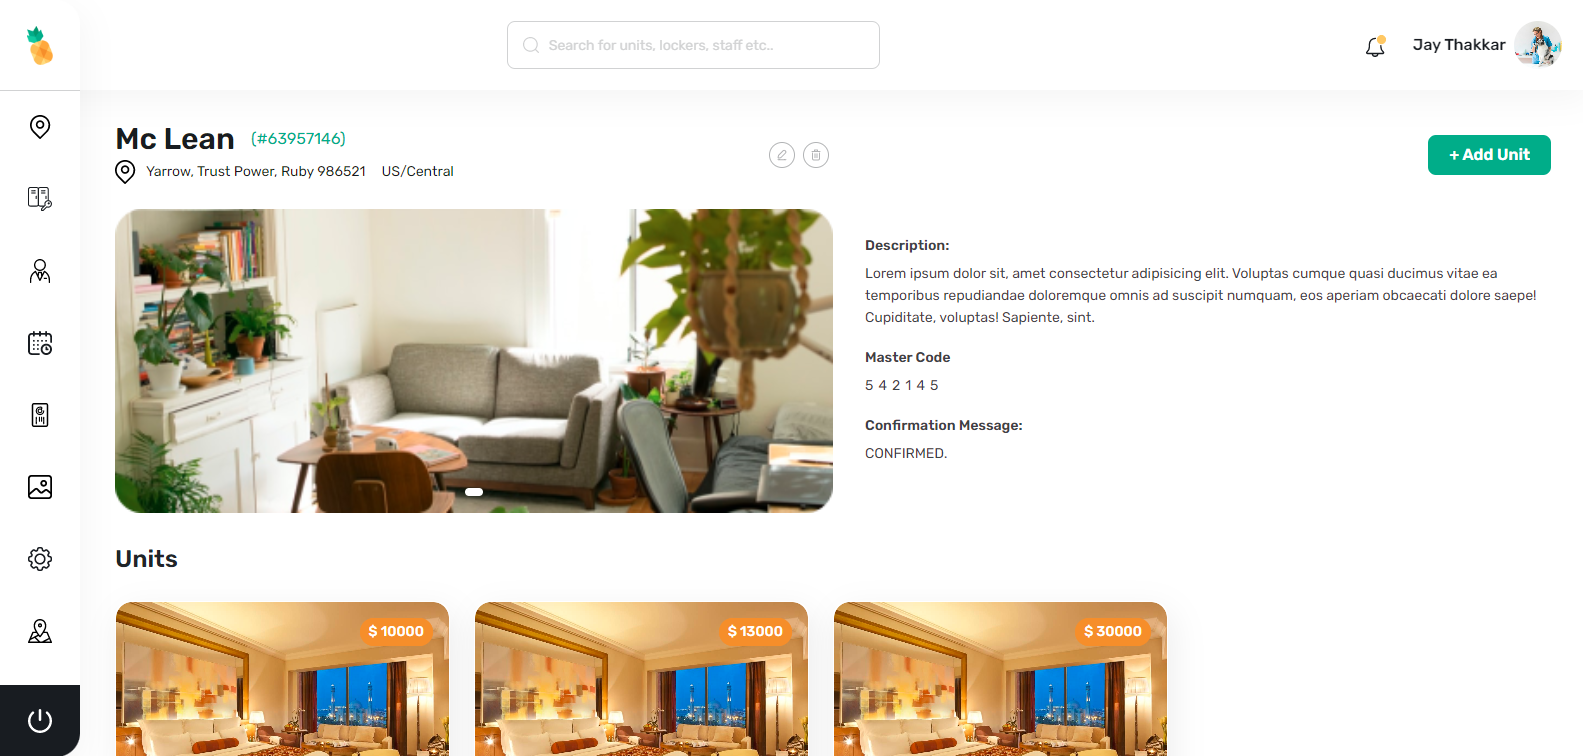 Search for units, lockers, staff etc..
Jay Thakkar
Mc Lean (#63957146)
Yarrow, Trust Power, Ruby 986521 US/Central
+ Add Unit
Description:
Lorem ipsum dolor sit, amet consectetur adipisicing elit. Voluptas cumque quasi ducimus vitae ea
temporibus repudiandae doloremque omnis ad suscipit numquam, eos aperiam obcaecati dolore saepe!
Cupiditate, voluptas! Sapiente, sint.
Master Code
5 4 2 1 4 5
Confirmation Message:
CONFIRMED.
Units
$ 10000
$ 13000
$ 30000